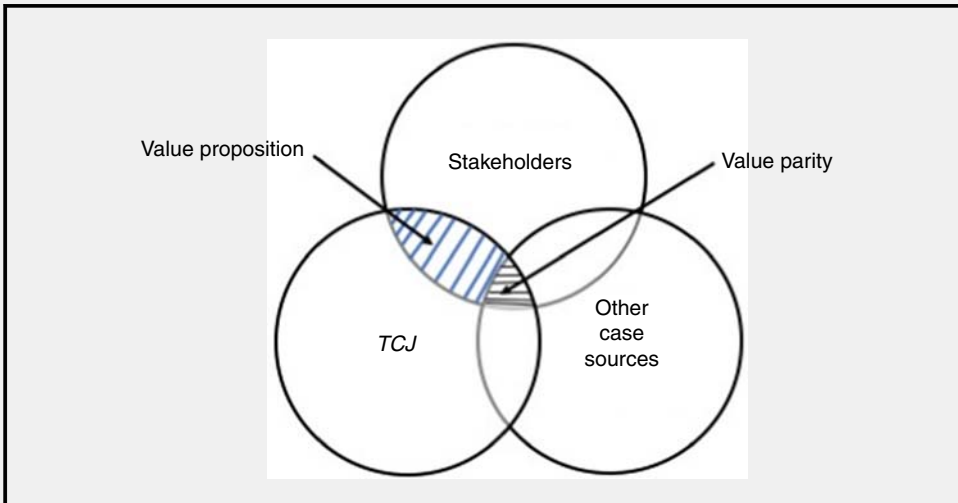 Value proposition
Stakeholders
Value parity
TCJ
Other
case
sources